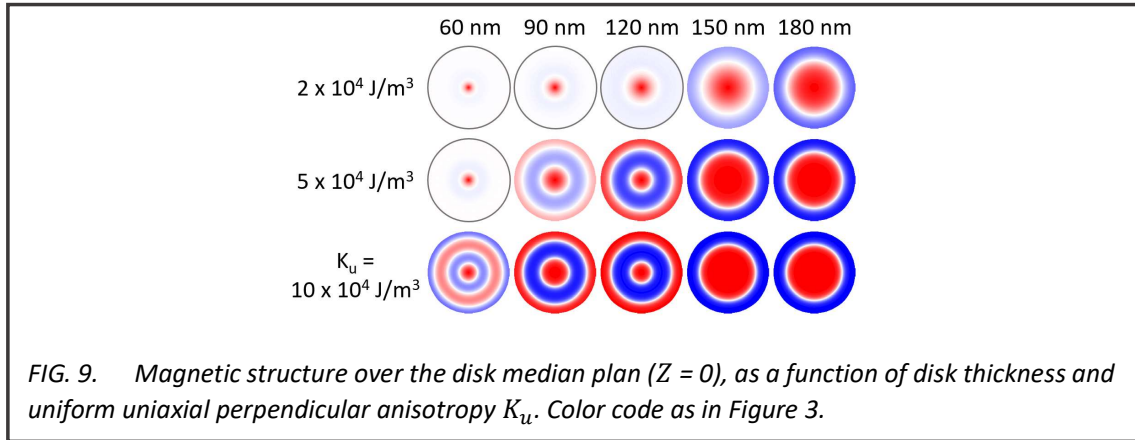 60 nm 90 nm 120 nm 150 nm 180 nm
2 x 10⁴ J/m³
5 x 10⁴ J/m³
Kᵤ =
10 x 10⁴ J/m³
FIG. 9. Magnetic structure over the disk median plan (Z = 0), as a function of disk thickness and
uniform uniaxial perpendicular anisotropy Kᵤ. Color code as in Figure 3.